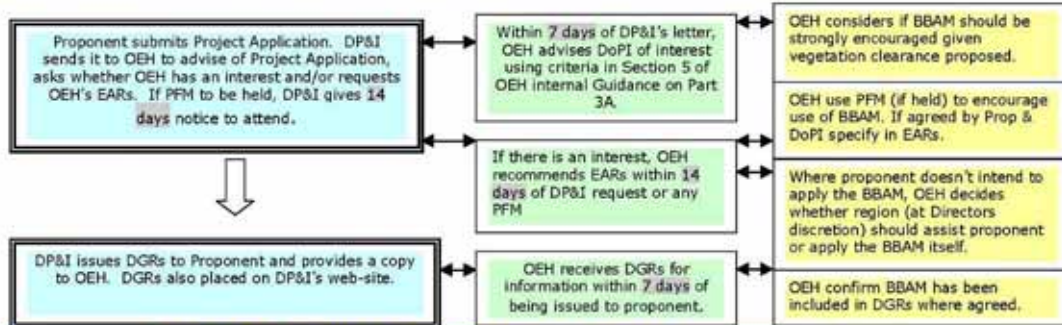 Proponent submits Project Application. DP&I
sends it to OEH to advise of Project Application,
asks whether OEH has an interest and/or requests
OEH's EARs. If PFM to be held, DP&I gives 14
days notice to attend.
Within 7 days of DP&I's letter,
OEH advises DoPI of interest
using criteria in Section 5 of
OEH internal Guidance on Part
3A.
OEH considers if BBAM should be
strongly encouraged given
vegetation clearance proposed.
OEH use PFM (if held) to encourage
use of BBAM. If agreed by Prop &
DoPI specify in EARs.
If there is an interest, OEH
recommends EARs within 14
days of DP&I request or any
PFM
Where proponent doesn't intend to
apply the BBAM, OEH decides
whether region (at Directors
discretion) should assist proponent
or apply the BBAM itself.
DP&I issues DGRs to Proponent and provides a
copy to OEH. DGRs also placed on DP&I's web-site.
OEH receives DGRs for
information within 7 days of
being issued to proponent.
OEH confirm BBAM has been
included in DGRs where agreed.